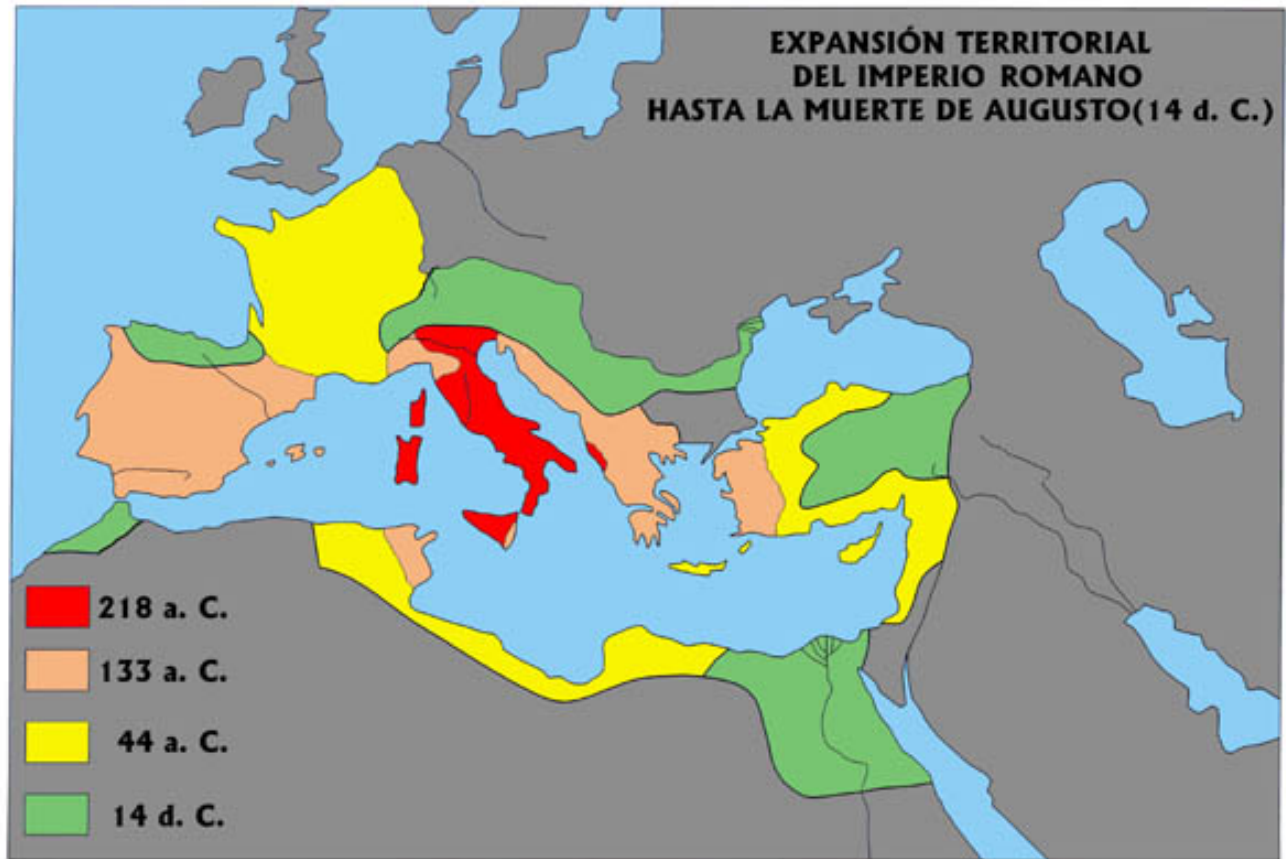 EXPANSIÓN TERRITORIAL
DEL IMPERIO ROMANO
HASTA LA MUERTE DE AUGUSTO(14 d. C.)
218 a. C.
133 a. C.
44 a. C.
14 d. C.